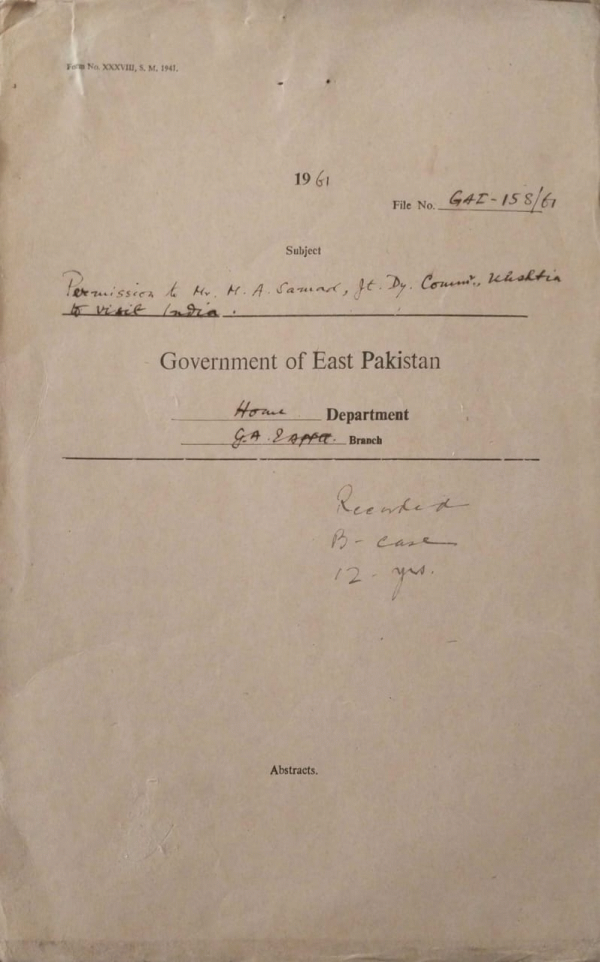 Form No. XXXVIII, S. M, 1941.
1961
File No. GAI-158/61
Subject
Permission to Mr. M. A. Samad, Jt. Dy. Commr., Khushtia
to visit India.
Government of East Pakistan
Home Department
G.A. & Branch
Recorded
B- case
12- yrs.
Abstracts.